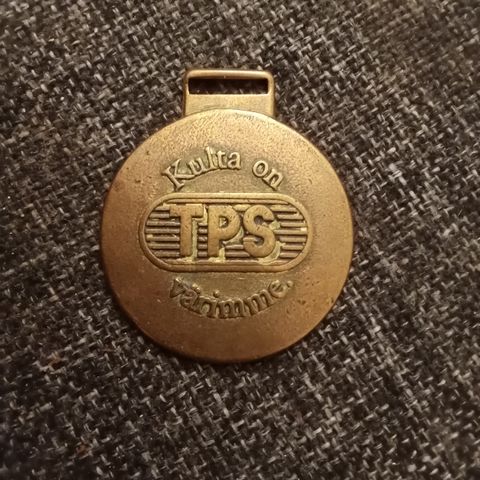 Kulta on
TPS
värimme.